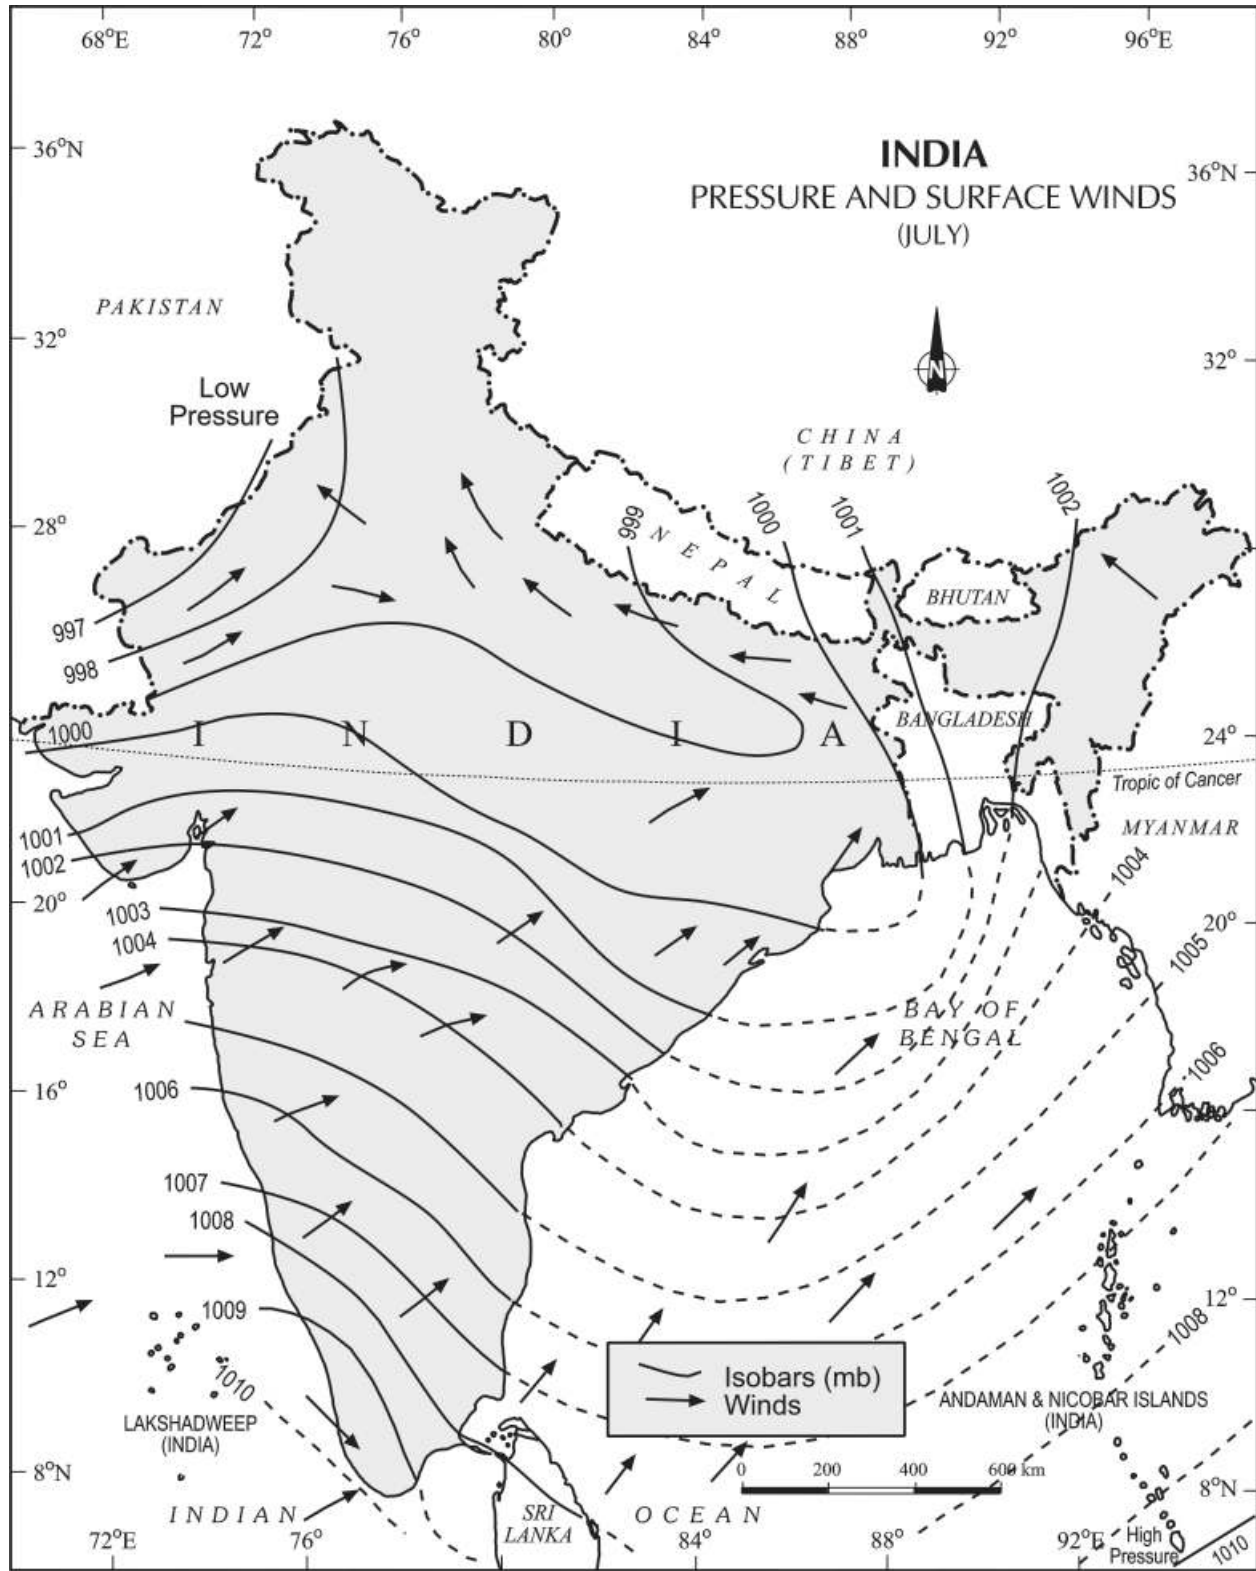 68°E 72° 76° 80° 84° 88° 92° 96°E
36°N
INDIA
PRESSURE AND SURFACE WINDS
(JULY)
36°N
PAKISTAN
32°
32°
Low
Pressure
CHINA
(TIBET)
N
28°
999
1000
1001
1002
NEPAL
BHUTAN
997
998
1000
INDIA
BANGLADESH
24°
Tropic of Cancer
MYANMAR
1001
1002
1003
1004
20°
1004
20°
1005
ARABIAN
SEA
BAY OF
BENGAL
1006
16°
1006
1007
1008
12°
12°
1009
1008
1010
Isobars (mb)
Winds
LAKSHADWEEP
(INDIA)
ANDAMAN & NICOBAR ISLANDS
(INDIA)
8°N
0 200 400 600 km
8°N
INDIAN
SRI
LANKA
OCEAN
High
Pressure
1010
72°E 76° 84° 88° 92°E